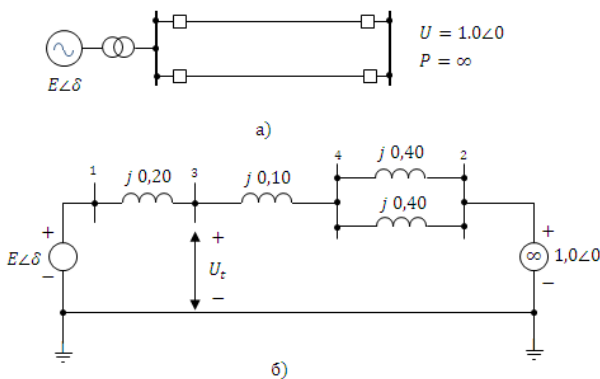 U = 1.0∠0
P = ∞
E∠δ
а)
1
j 0,20
3
j 0,10
4
j 0,40
2
j 0,40
+
E∠δ
−
+
U_t
−
+
∞
1,0∠0
−
б)